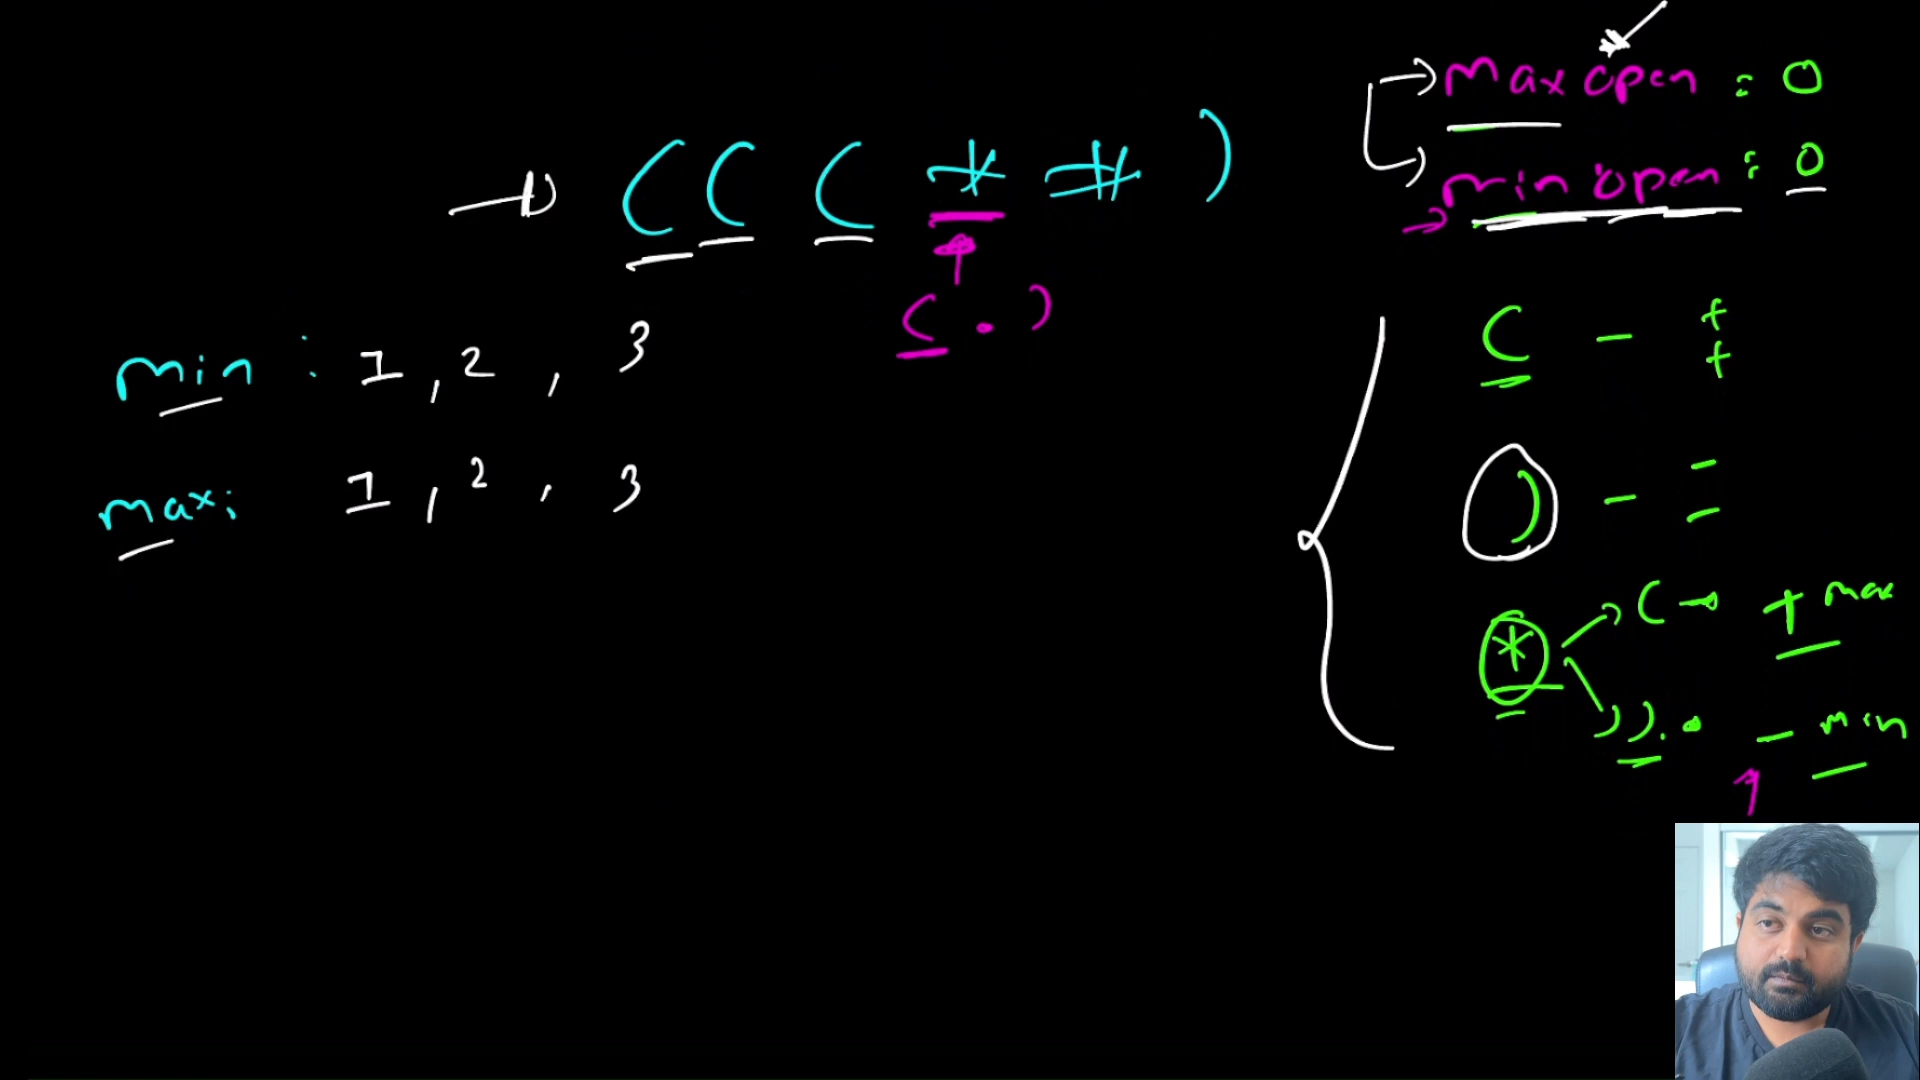 max open : 0
( ( ( * * )
min open : 0
( . )
min : 1 , 2 , 3
max : 1 , 2 , 3
( - + +
) - - -
* ( → + max
) ) . • - min